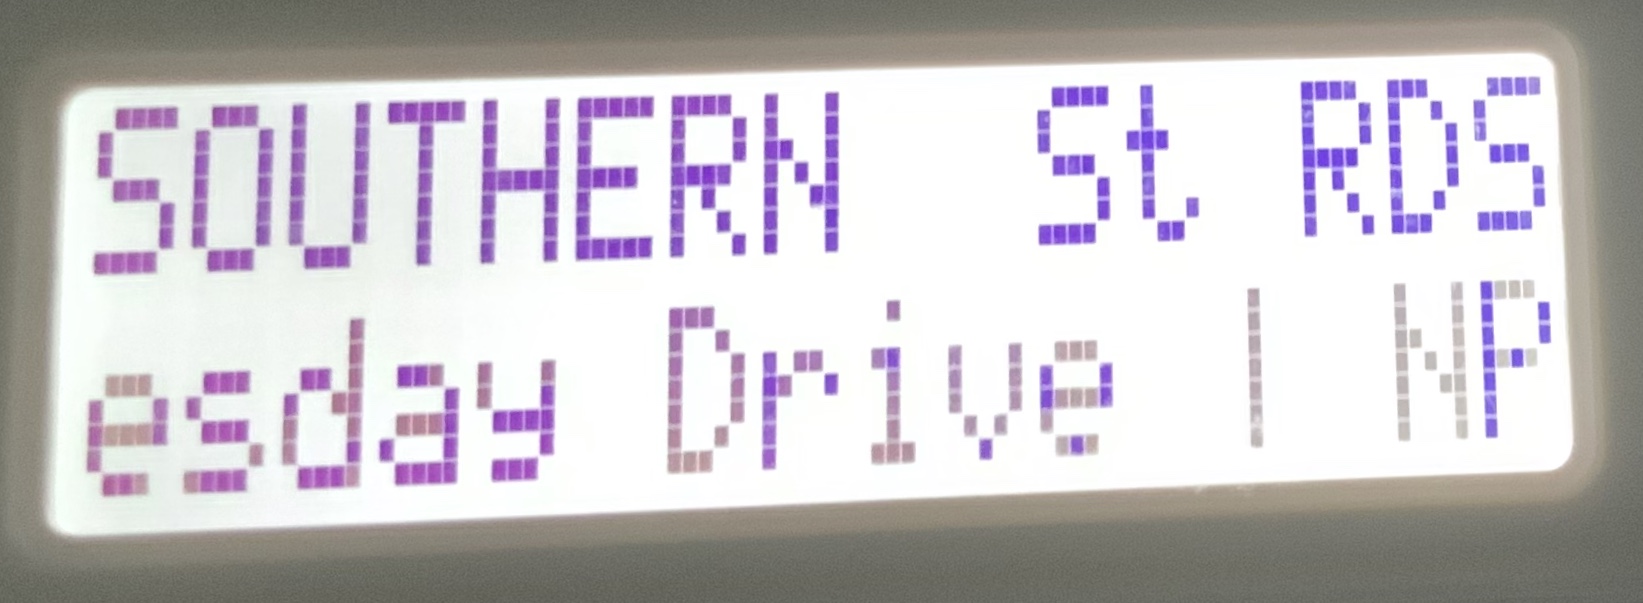 SOUTHERN St RDS
esday Drive | NP